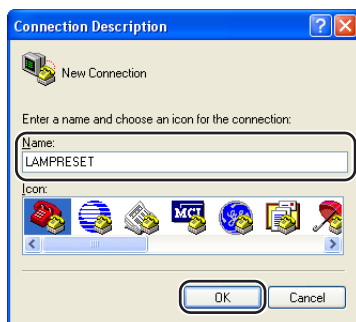 Connection Description
New Connection
Enter a name and choose an icon for the connection:
Name:
LAMPRESET
Icon:
MCI
OK
Cancel